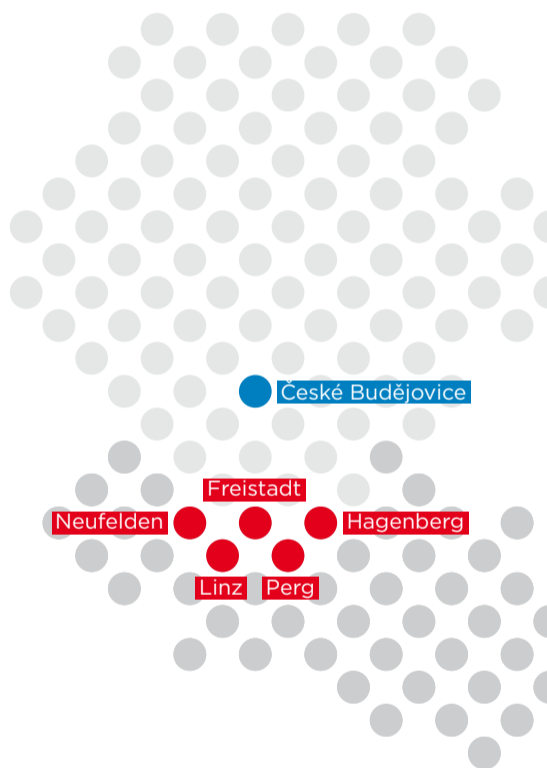 České Budějovice
Freistadt
Neufelden
Hagenberg
Linz
Perg